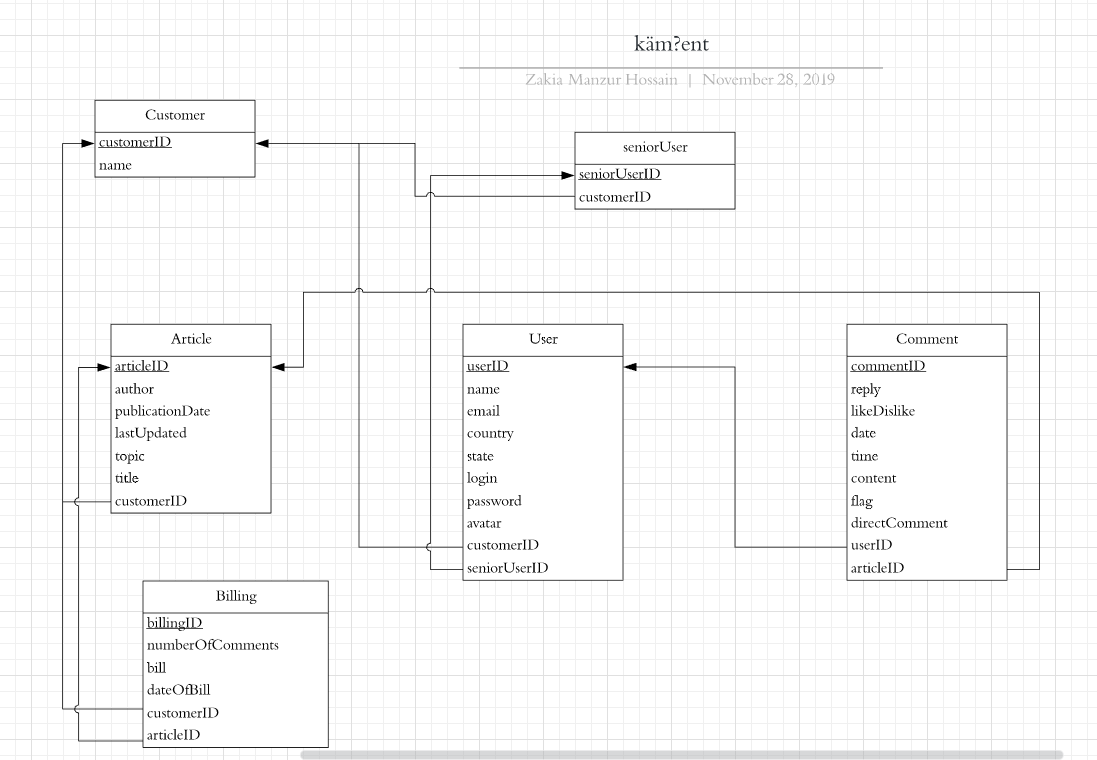 käm?ent
Zakia Manzur Hossain | November 28, 2019
Customer
customerID
name
seniorUser
seniorUserID
customerID
Article
articleID
author
publicationDate
lastUpdated
topic
title
customerID
User
userID
name
email
country
state
login
password
avatar
customerID
seniorUserID
Comment
commentID
reply
likeDislike
date
time
content
flag
directComment
userID
articleID
Billing
billingID
numberOfComments
bill
dateOfBill
customerID
articleID